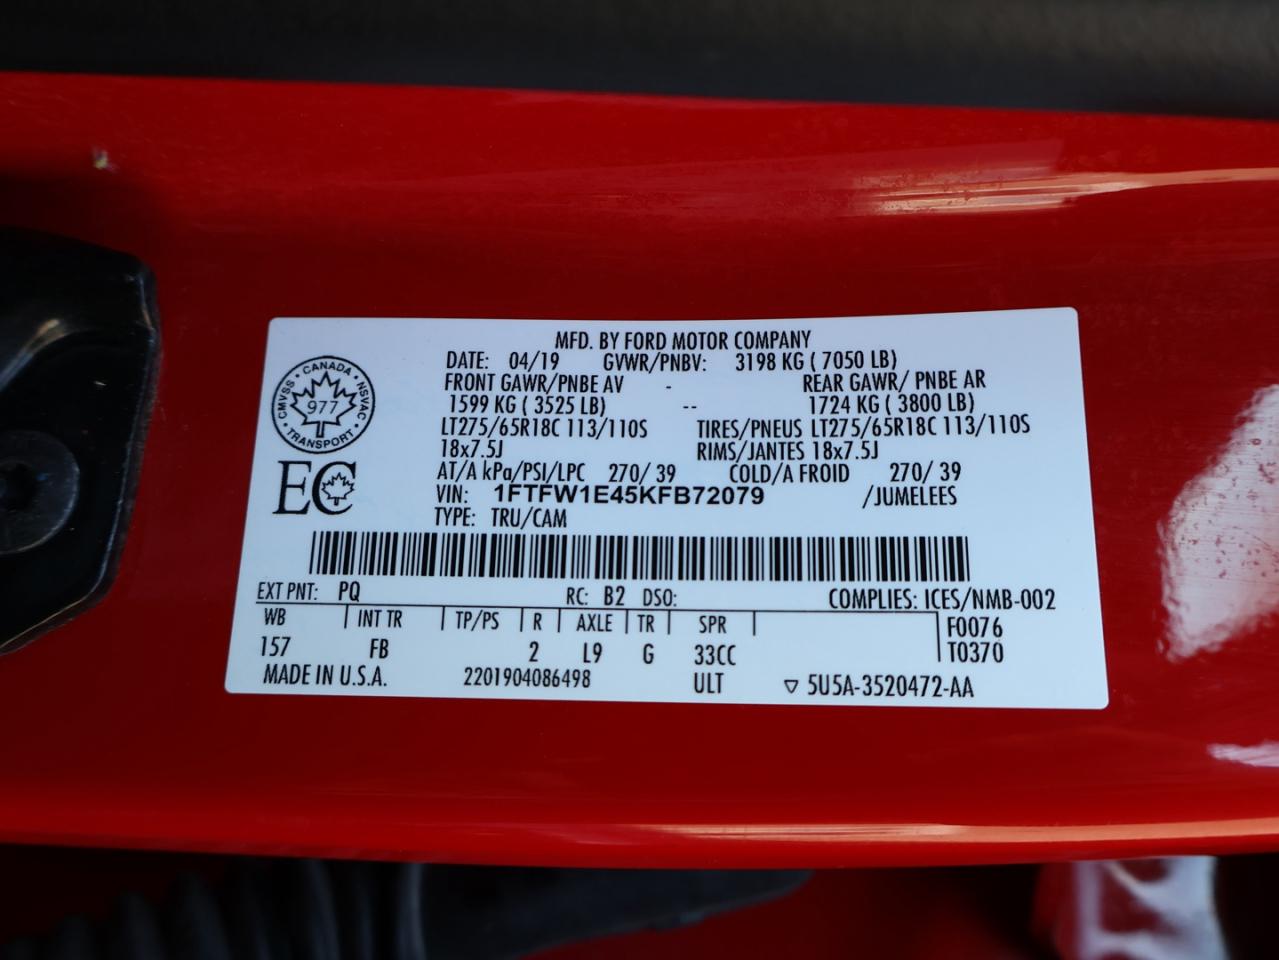 MFD. BY FORD MOTOR COMPANY
DATE: 04/19 GVWR/PNBV: 3198 KG ( 7050 LB)
FRONT GAWR/PNBE AV - REAR GAWR/ PNBE AR
1599 KG ( 3525 LB) -- 1724 KG ( 3800 LB)
LT275/65R18C 113/110S TIRES/PNEUS LT275/65R18C 113/110S
18x7.5J RIMS/JANTES 18x7.5J
AT/A kPa/PSI/LPC 270/ 39 COLD/A FROID 270/ 39
VIN: 1FTFW1E45KFB72079 /JUMELEES
TYPE: TRU/CAM
CANADA
CMVSS · NSVAC
977
TRANSPORT
EC
EXT PNT: PQ RC: B2 DSO: COMPLIES: ICES/NMB-002
WB | INT TR | TP/PS | R | AXLE | TR | SPR | F0076
157 FB 2 L9 G 33CC T0370
MADE IN U.S.A. 2201904086498 ULT ▽ 5U5A-3520472-AA